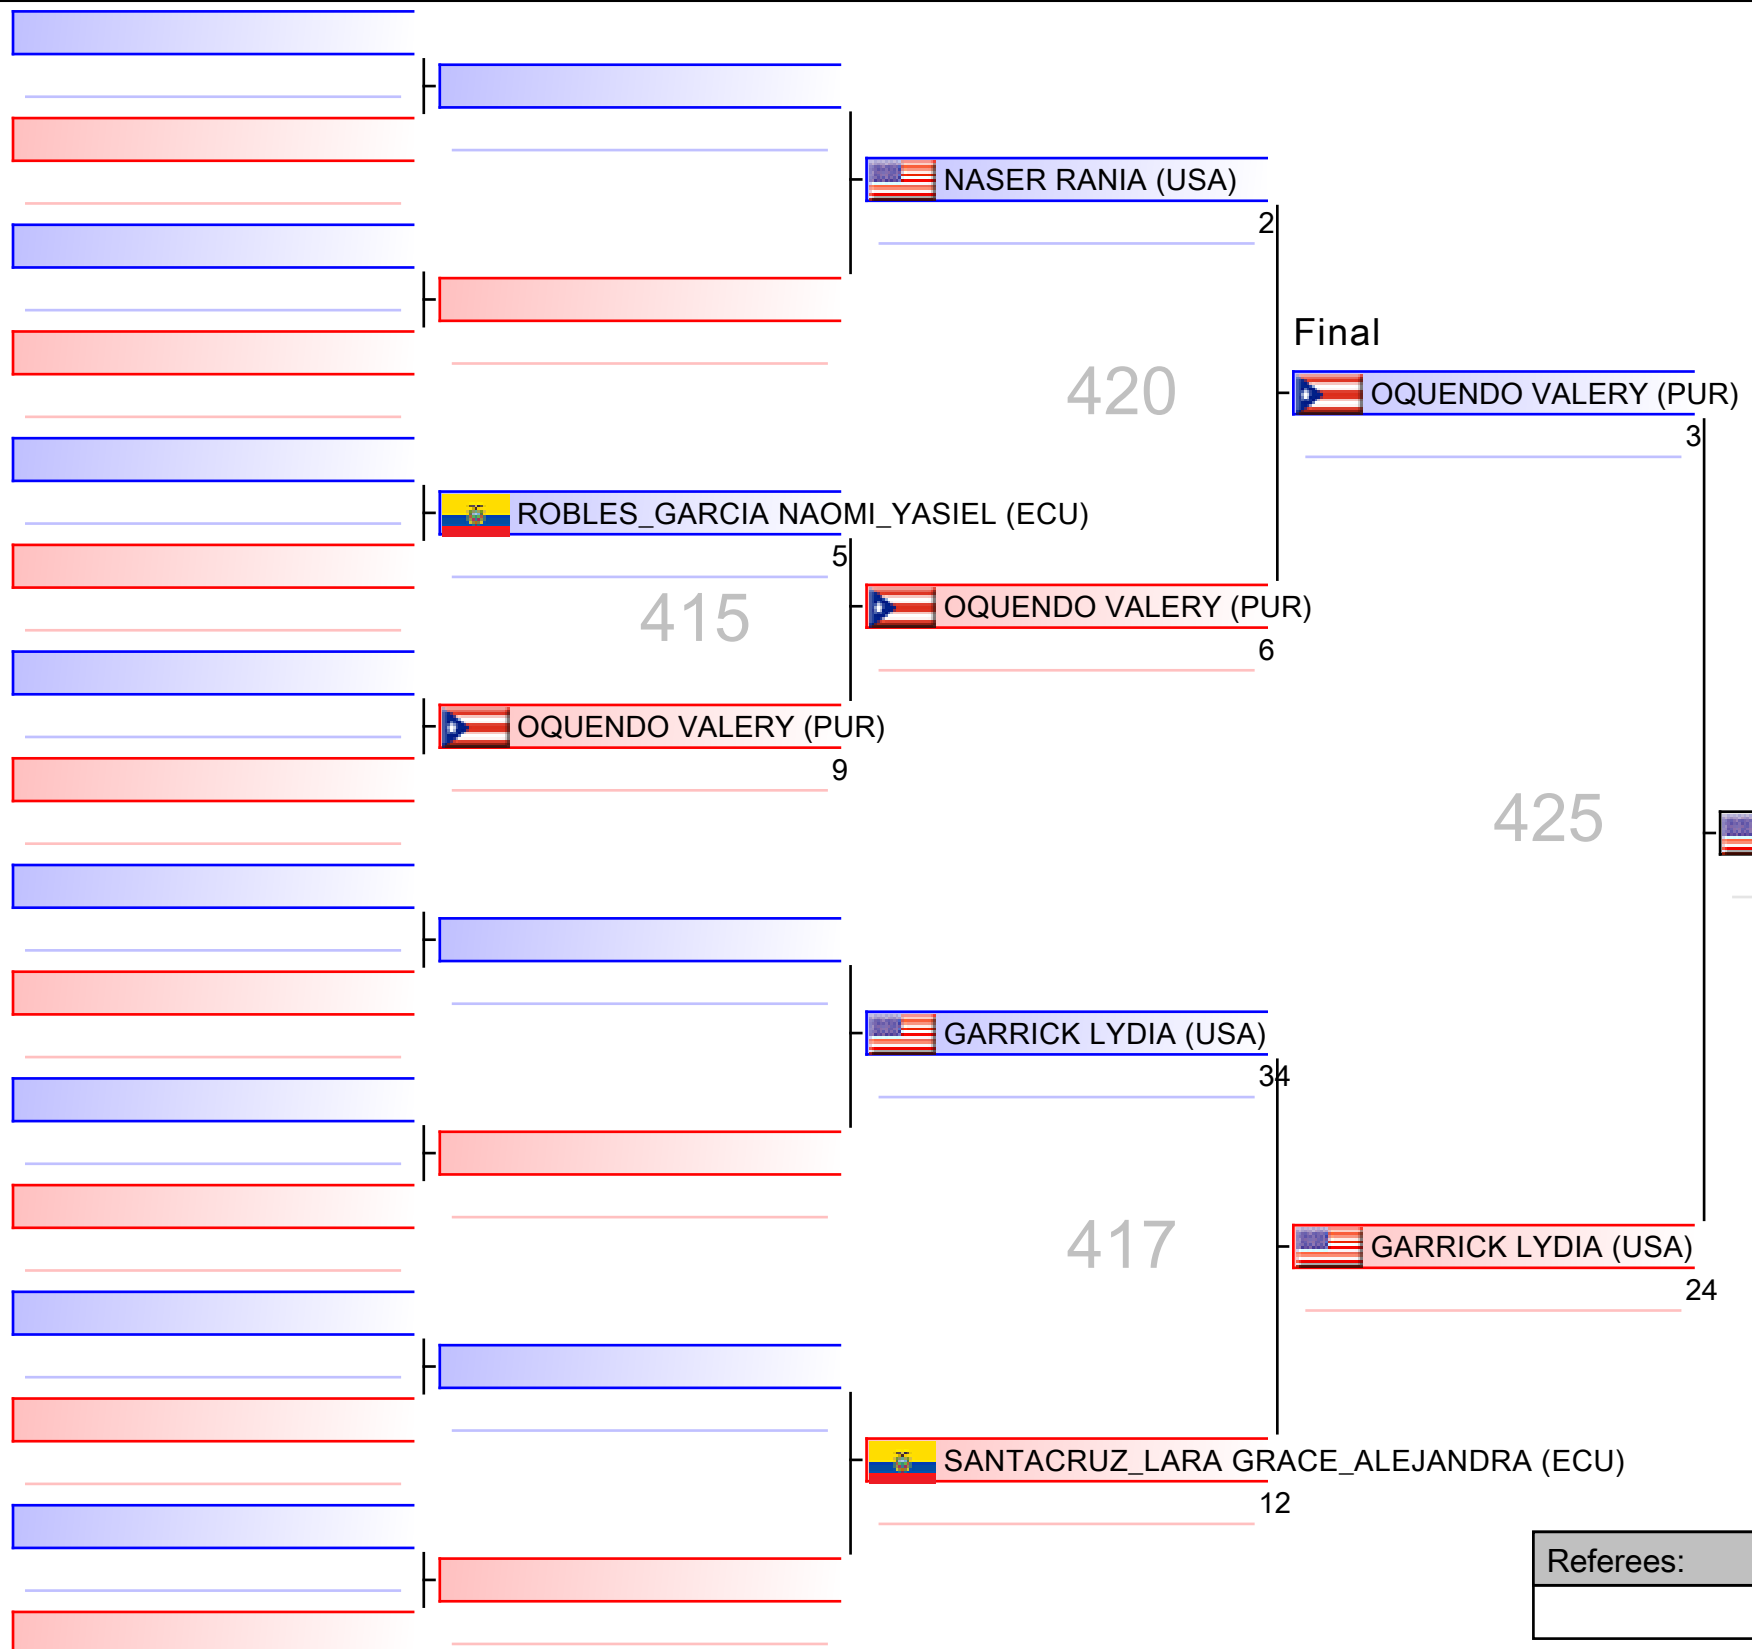 NASER RANIA (USA)
2
Final
420
OQUENDO VALERY (PUR)
3
ROBLES_GARCIA NAOMI_YASIEL (ECU)
5
415
OQUENDO VALERY (PUR)
6
OQUENDO VALERY (PUR)
9
425
GARRICK LYDIA (USA)
34
417
GARRICK LYDIA (USA)
24
SANTACRUZ_LARA GRACE_ALEJANDRA (ECU)
12
Referees: